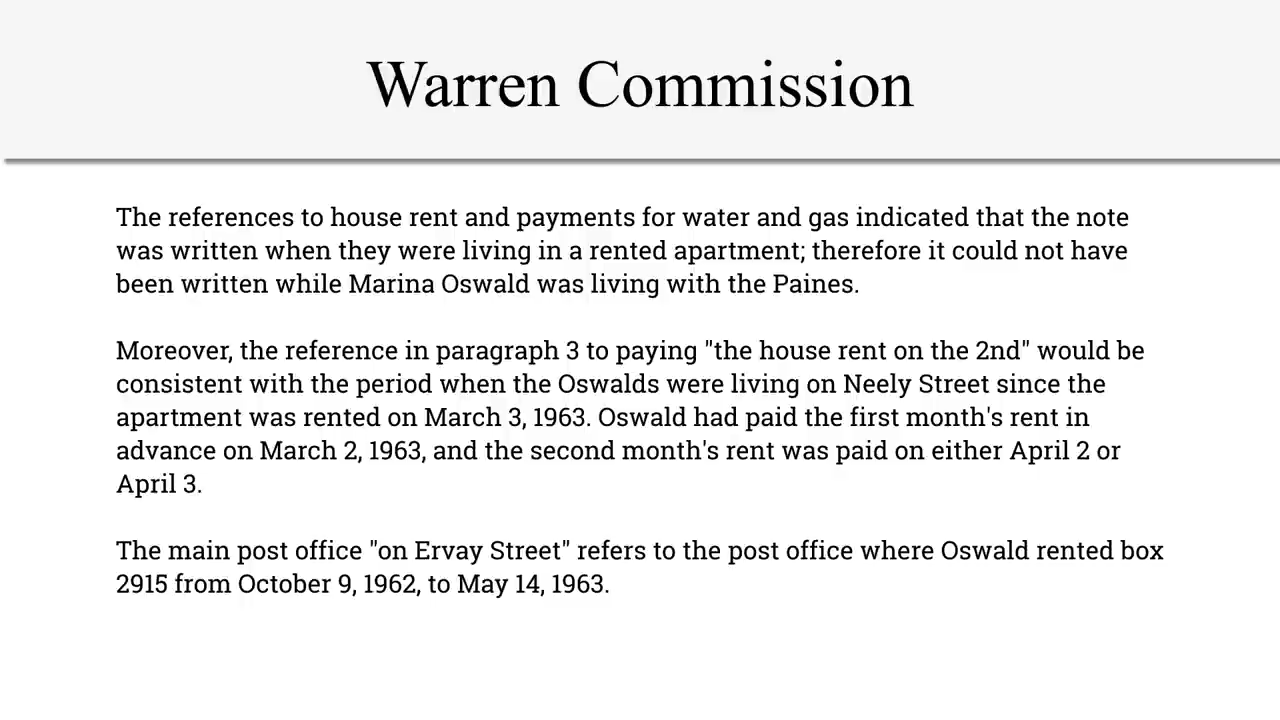 Warren Commission
The references to house rent and payments for water and gas indicated that the note
was written when they were living in a rented apartment; therefore it could not have
been written while Marina Oswald was living with the Paines.
Moreover, the reference in paragraph 3 to paying "the house rent on the 2nd" would be
consistent with the period when the Oswalds were living on Neely Street since the
apartment was rented on March 3, 1963. Oswald had paid the first month's rent in
advance on March 2, 1963, and the second month's rent was paid on either April 2 or
April 3.
The main post office "on Ervay Street" refers to the post office where Oswald rented box
2915 from October 9, 1962, to May 14, 1963.